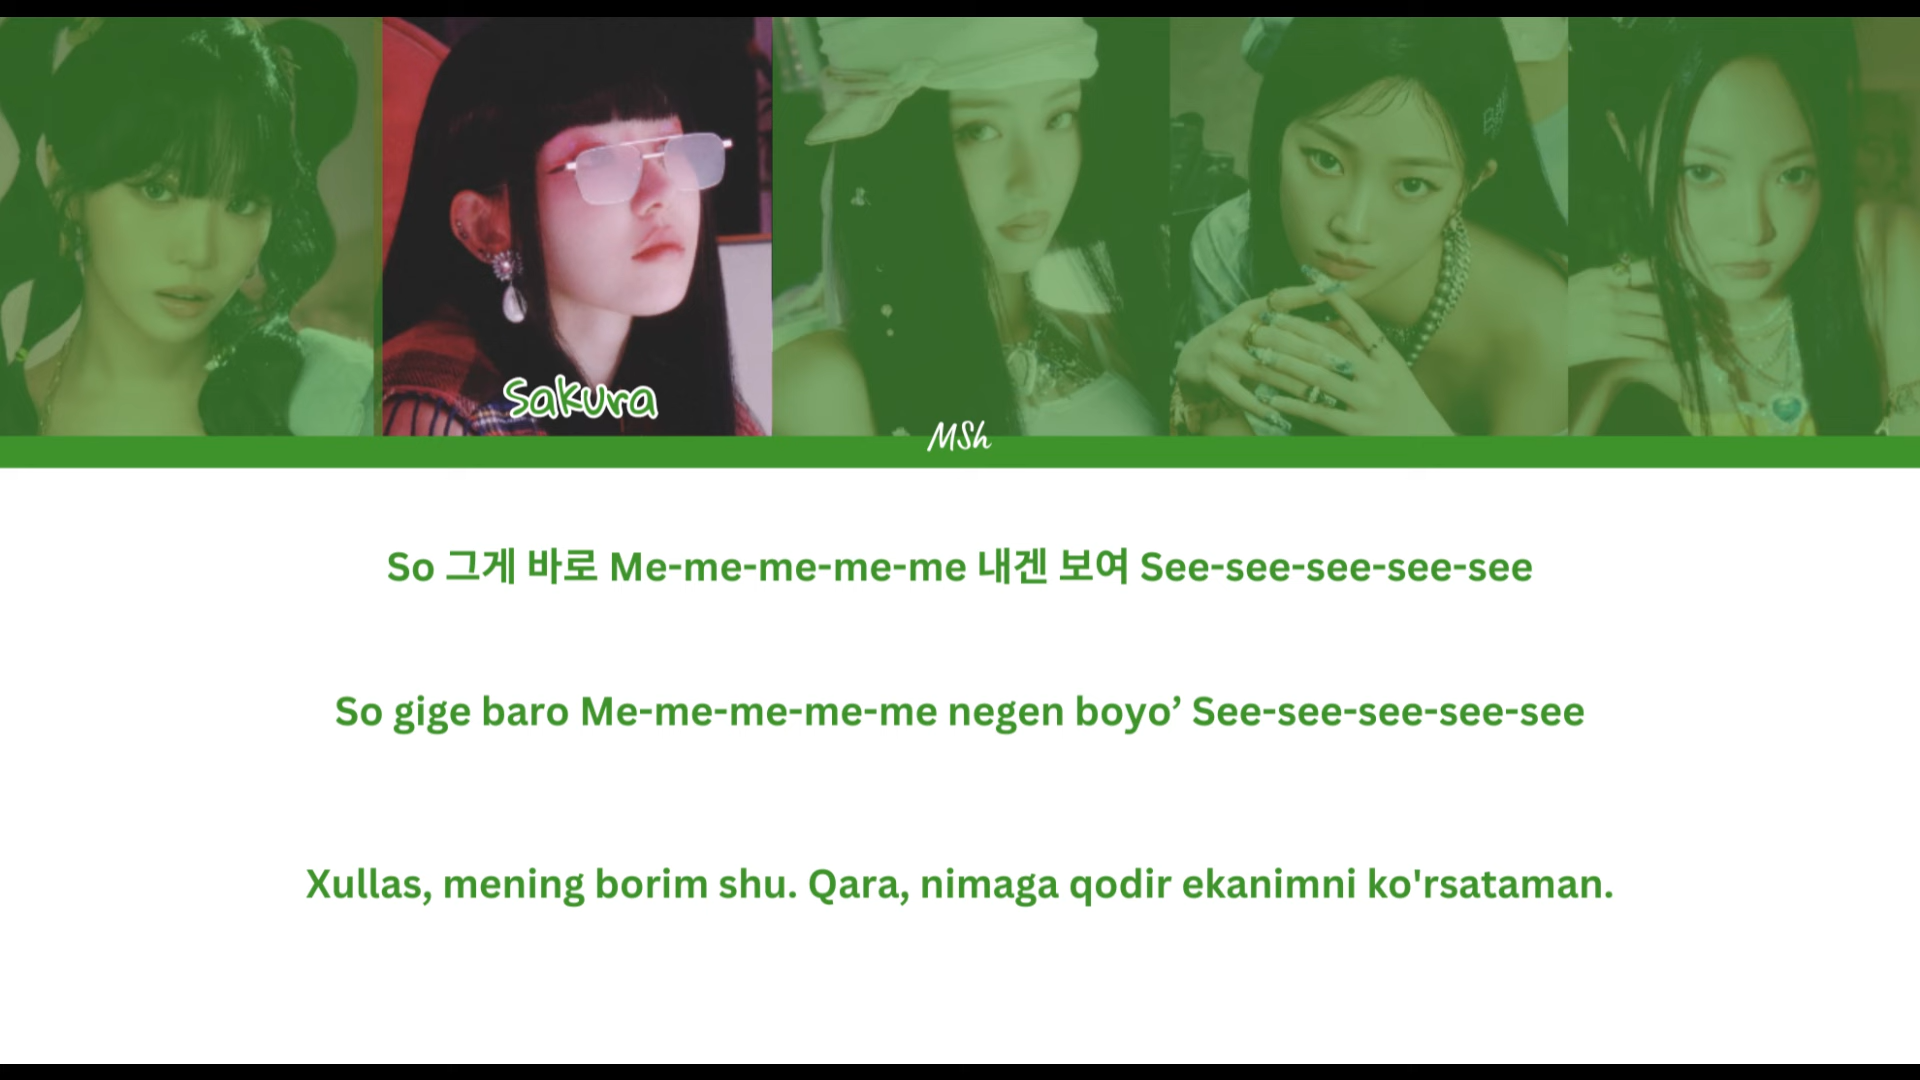 Sakura
MSh
So 그게 바로 Me-me-me-me-me 내겐 보여 See-see-see-see-see
So gige baro Me-me-me-me-me negen boyo’ See-see-see-see-see
Xullas, mening borim shu. Qara, nimaga qodir ekanimni ko'rsataman.